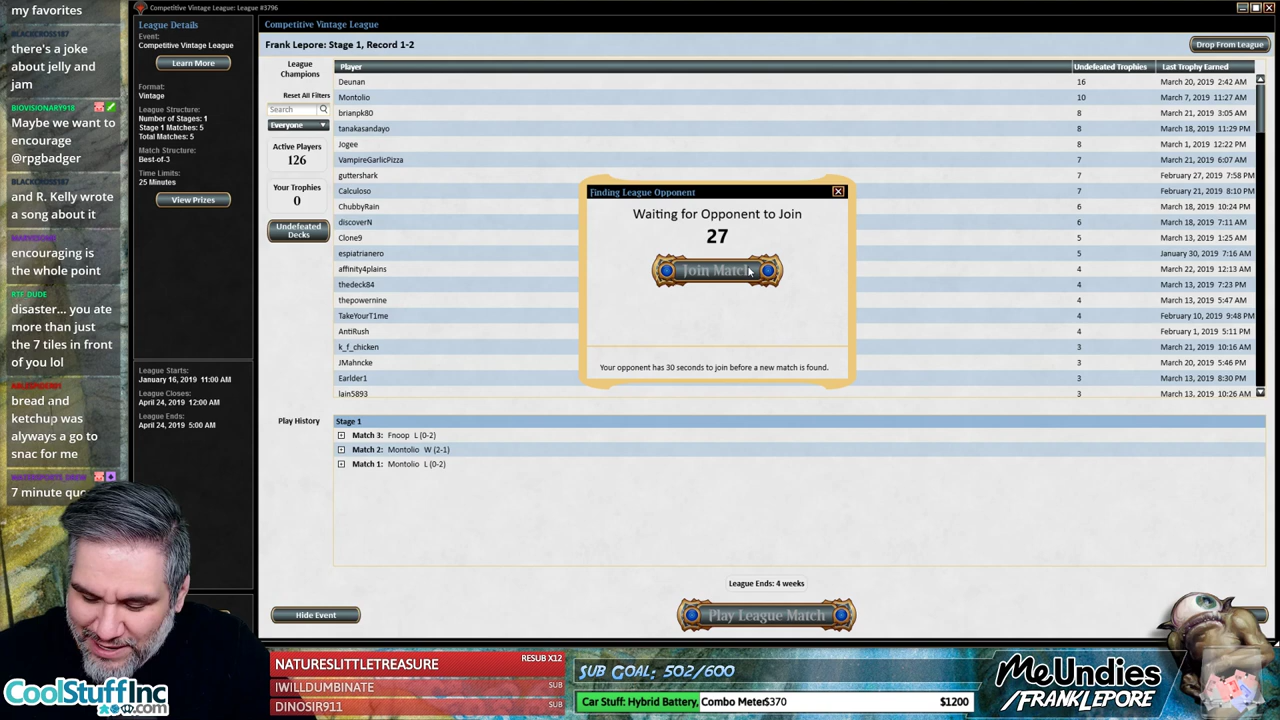 my favorites
BLACKCROSS187
there's a joke
about jelly and
jam
BIOVISIONARY918
Maybe we want to
encourage
@rpgbadger
BLACKCROSS187
and R. Kelly wrote
a song about it
encouraging is
the whole point
RTF_DUDE
disaster... you ate
more than just
the 7 tiles in front
of you lol
bread and
ketchup was
alyways a go to
snac for me
7 minute que
Competitive Vintage League: League #3796
League Details
Event:
Competitive Vintage League
Learn More
Format:
Vintage
League Structure:
Number of Stages: 1
Stage 1 Matches: 5
Total Matches: 5
Match Structure:
Best-of-3
Time Limits:
25 Minutes
View Prizes
League Starts:
January 16, 2019 11:00 AM
League Closes:
April 24, 2019 12:00 AM
League Ends:
April 24, 2019 5:00 AM
Competitive Vintage League
Frank Lepore: Stage 1, Record 1-2
Drop From League
League
Champions
Reset All Filters
Search
Everyone
Active Players
126
Your Trophies
0
Undefeated
Decks
Player Undefeated Trophies Last Trophy Earned
Deunan 16 March 20, 2019 2:42 AM
Montolio 10 March 7, 2019 11:27 AM
brianpk80 8 March 21, 2019 3:05 AM
tanakasandayo 8 March 18, 2019 11:29 PM
Jogee 8 March 1, 2019 12:22 PM
VampireGarlicPizza 7 March 21, 2019 6:07 AM
guttershark 7 February 27, 2019 7:58 PM
Calculoso 7 February 21, 2019 8:10 PM
ChubbyRain 6 March 18, 2019 10:24 PM
discoverN 6 March 18, 2019 7:11 AM
Clone9 5 March 13, 2019 1:25 AM
espiatrianero 5 January 30, 2019 7:16 AM
affinity4plains 4 March 22, 2019 12:13 AM
thedeck84 4 March 13, 2019 7:23 PM
thepowernine 4 March 13, 2019 5:47 AM
TakeYourT1me 4 February 10, 2019 9:48 PM
AntiRush 4 February 1, 2019 5:11 PM
k_f_chicken 3 March 21, 2019 10:16 AM
JMahncke 3 March 20, 2019 5:46 PM
Earlder1 3 March 13, 2019 8:30 PM
lain5893 3 March 13, 2019 10:26 AM
Finding League Opponent
Waiting for Opponent to Join
27
Join Match
Your opponent has 30 seconds to join before a new match is found.
Play History
Stage 1
Match 3: Fnoop L (0-2)
Match 2: Montolio W (2-1)
Match 1: Montolio L (0-2)
League Ends: 4 weeks
Hide Event
Play League Match
CoolStuffInc
.com
NATURESLITTLETREASURE RESUB X12
IWILLDUMBINATE SUB
DINOSIR911 SUB
SUB GOAL: 502/600
Car Stuff: Hybrid Battery, Combo Meter$370 $1200
MeUndies
/FRANKLEPORE